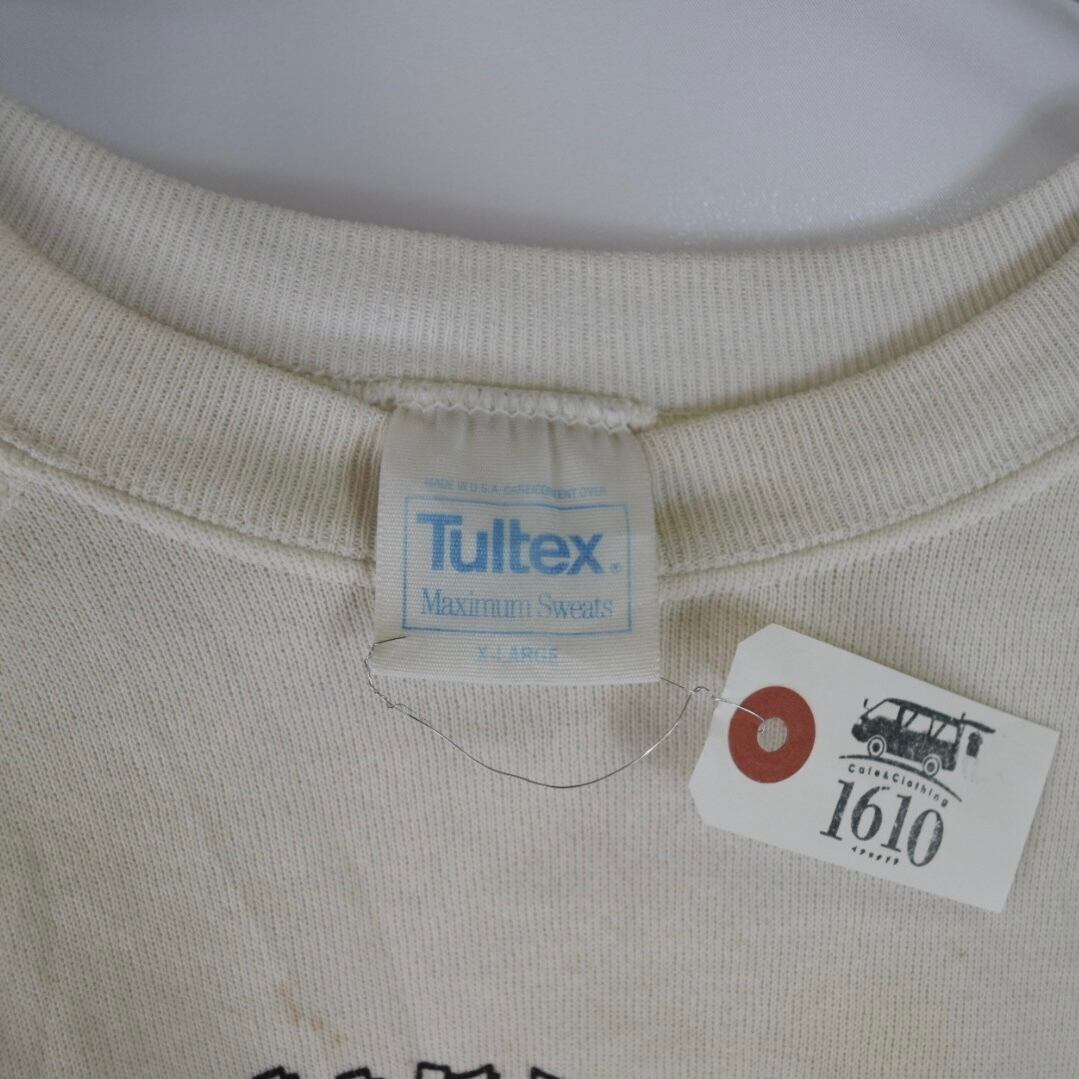 MADE IN U.S.A. CARE/CONTENT OVER
Tultex®
Maximum Sweats
X-LARGE
Cafe&Clothing
1610